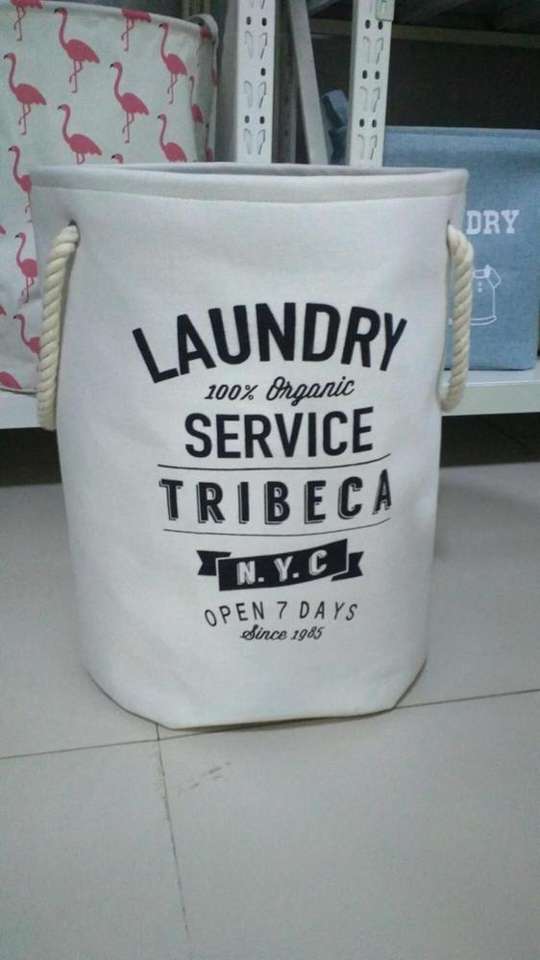 LAUNDRY
100% Organic
SERVICE
TRIBECA
N.Y.C
OPEN 7 DAYS
Since 1985
DRY